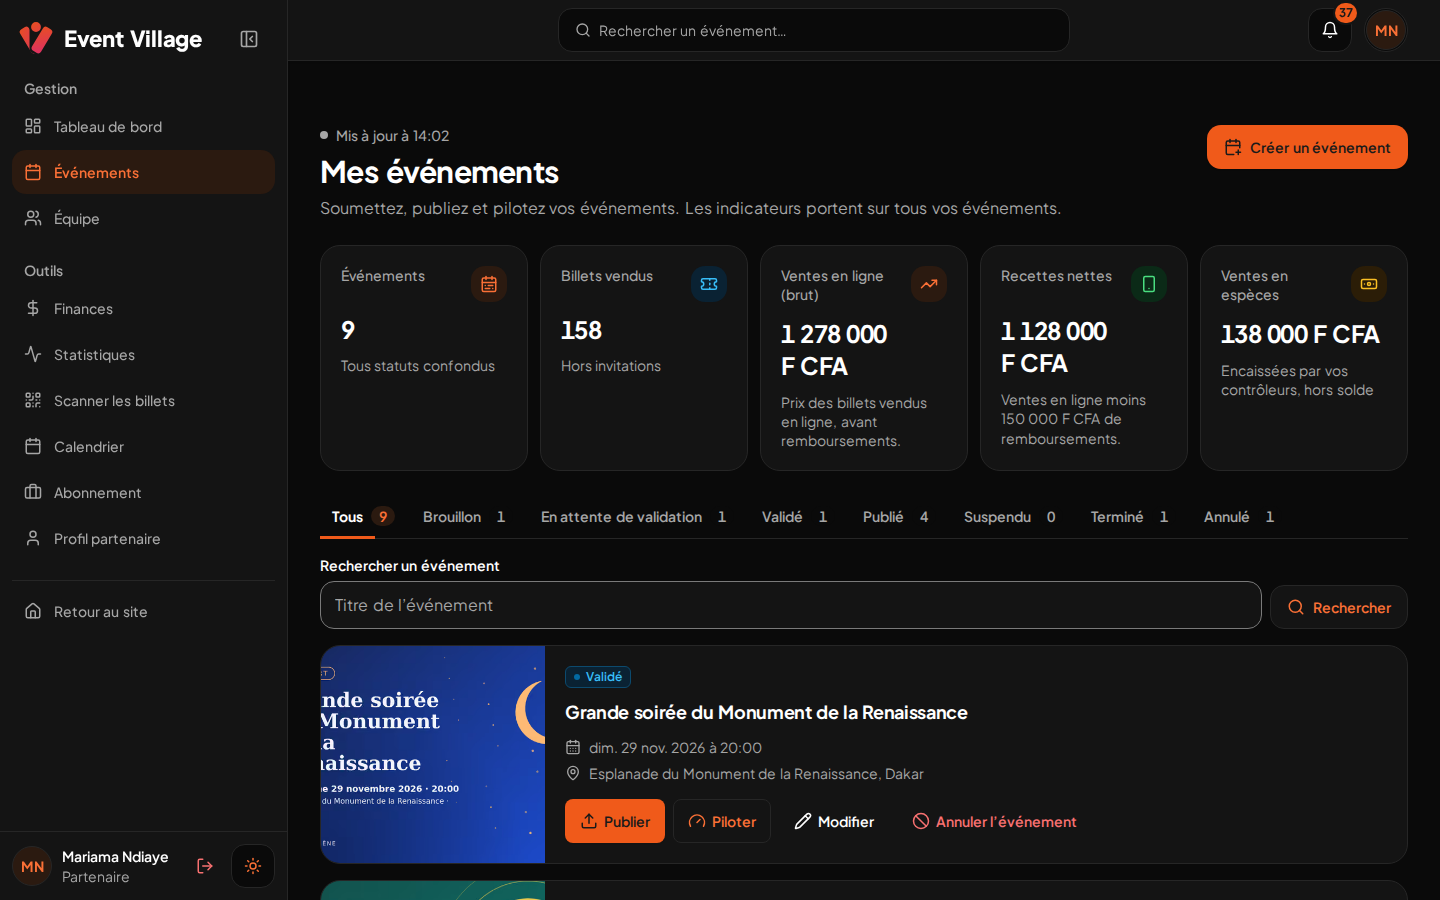 Event Village
Gestion
Tableau de bord
Événements
Équipe
Outils
Finances
Statistiques
Scanner les billets
Calendrier
Abonnement
Profil partenaire
Retour au site
MN
Mariama Ndiaye
Partenaire
Rechercher un événement...
37
MN
Mis à jour à 14:02
Mes événements
Soumettez, publiez et pilotez vos événements. Les indicateurs portent sur tous vos événements.
Créer un événement
Événements
9
Tous statuts confondus
Billets vendus
158
Hors invitations
Ventes en ligne
(brut)
1 278 000
F CFA
Prix des billets vendus
en ligne, avant
remboursements.
Recettes nettes
1 128 000
F CFA
Ventes en ligne moins
150 000 F CFA de
remboursements.
Ventes en
espèces
138 000 F CFA
Encaissées par vos
contrôleurs, hors solde
Tous 9 Brouillon 1 En attente de validation 1 Validé 1 Publié 4 Suspendu 0 Terminé 1 Annulé 1
Rechercher un événement
Titre de l’événement
Rechercher
nde soirée
Monument
a
naissance
e 29 novembre 2026 · 20:00
du Monument de la Renaissance ·
ÈNE
Validé
Grande soirée du Monument de la Renaissance
dim. 29 nov. 2026 à 20:00
Esplanade du Monument de la Renaissance, Dakar
Publier
Piloter
Modifier
Annuler l’événement